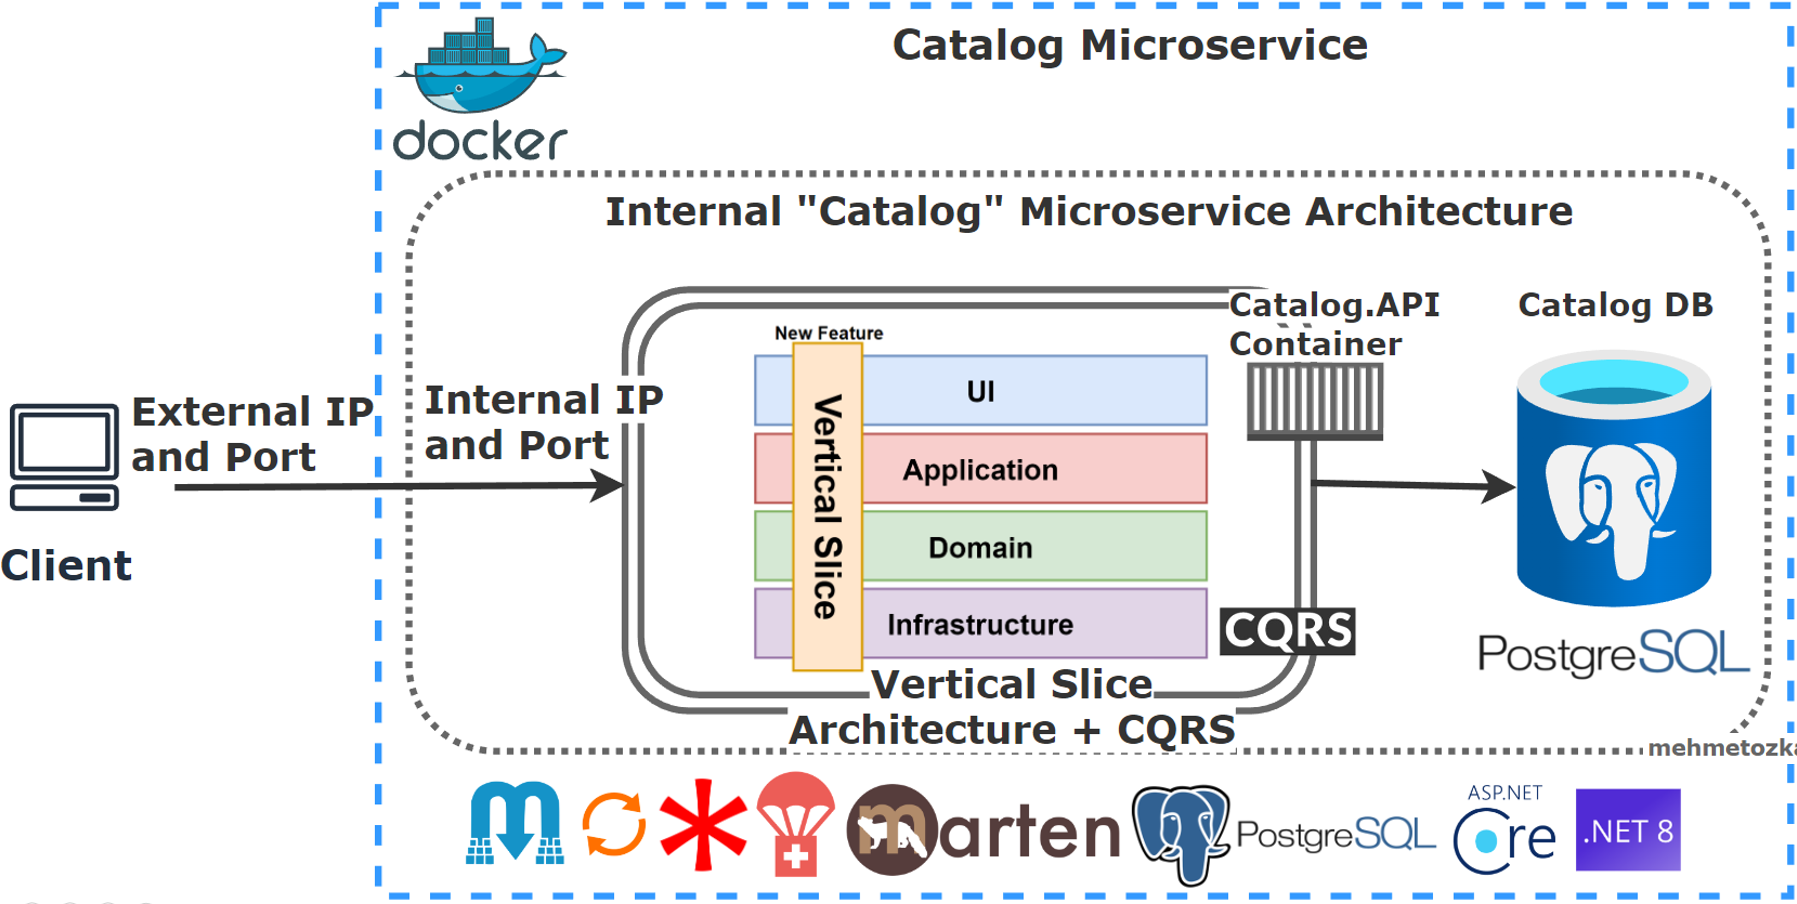 Catalog Microservice
docker
Internal "Catalog" Microservice Architecture
Catalog.API
Container
Catalog DB
New Feature
UI
Application
Domain
Infrastructure
Vertical Slice
External IP
and Port
Internal IP
and Port
Client
CQRS
PostgreSQL
Vertical Slice
Architecture + CQRS
mehmetozka
marten
PostgreSQL
ASP.NET
Core
.NET 8